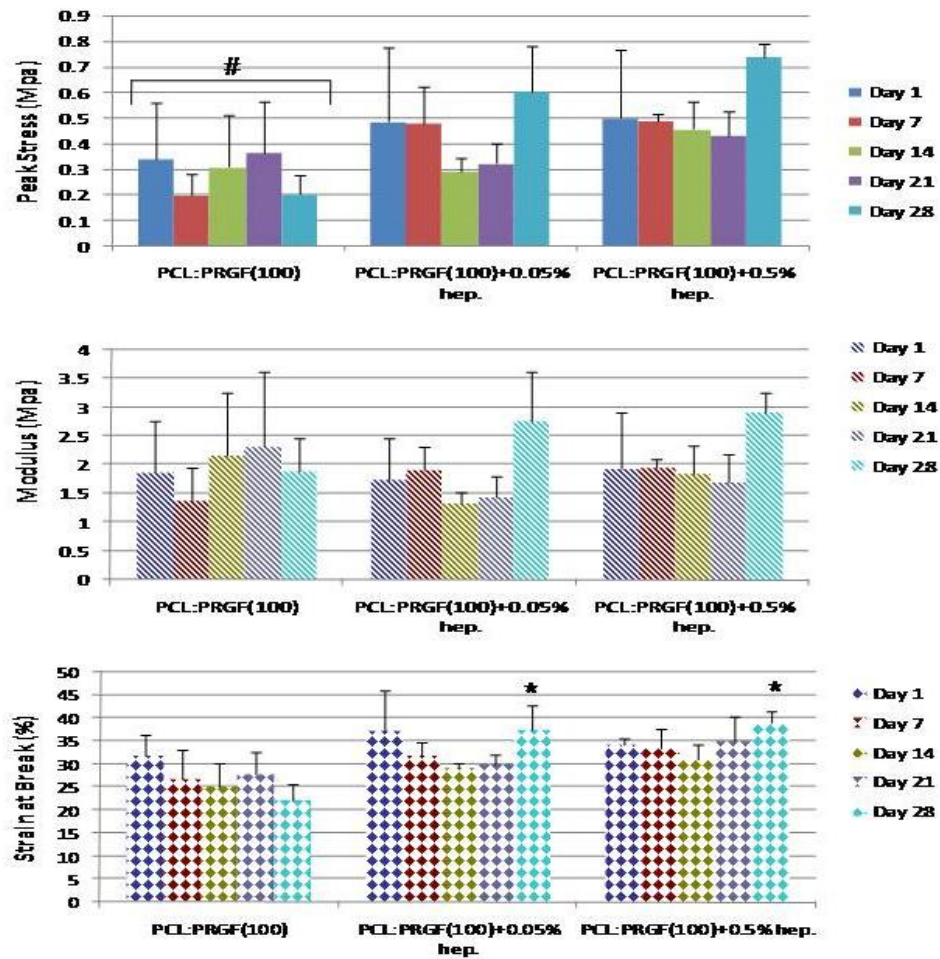 Peak Stress (Mpa)
0.9
0.8
0.7
0.6
0.5
0.4
0.3
0.2
0.1
0
#
PCL:PRGF(100)
PCL:PRGF(100)+0.05%
hep.
PCL:PRGF(100)+0.5%
hep.
Day 1
Day 7
Day 14
Day 21
Day 28
Modulus (Mpa)
4
3.5
3
2.5
2
1.5
1
0.5
0
PCL:PRGF(100)
PCL:PRGF(100)+0.05%
hep.
PCL:PRGF(100)+0.5%
hep.
Day 1
Day 7
Day 14
Day 21
Day 28
Strain at Break (%)
50
45
40
35
30
25
20
15
10
5
0
*
*
PCL:PRGF(100)
PCL:PRGF(100)+0.05%
hep.
PCL:PRGF(100)+0.5% hep.
Day 1
Day 7
Day 14
Day 21
Day 28